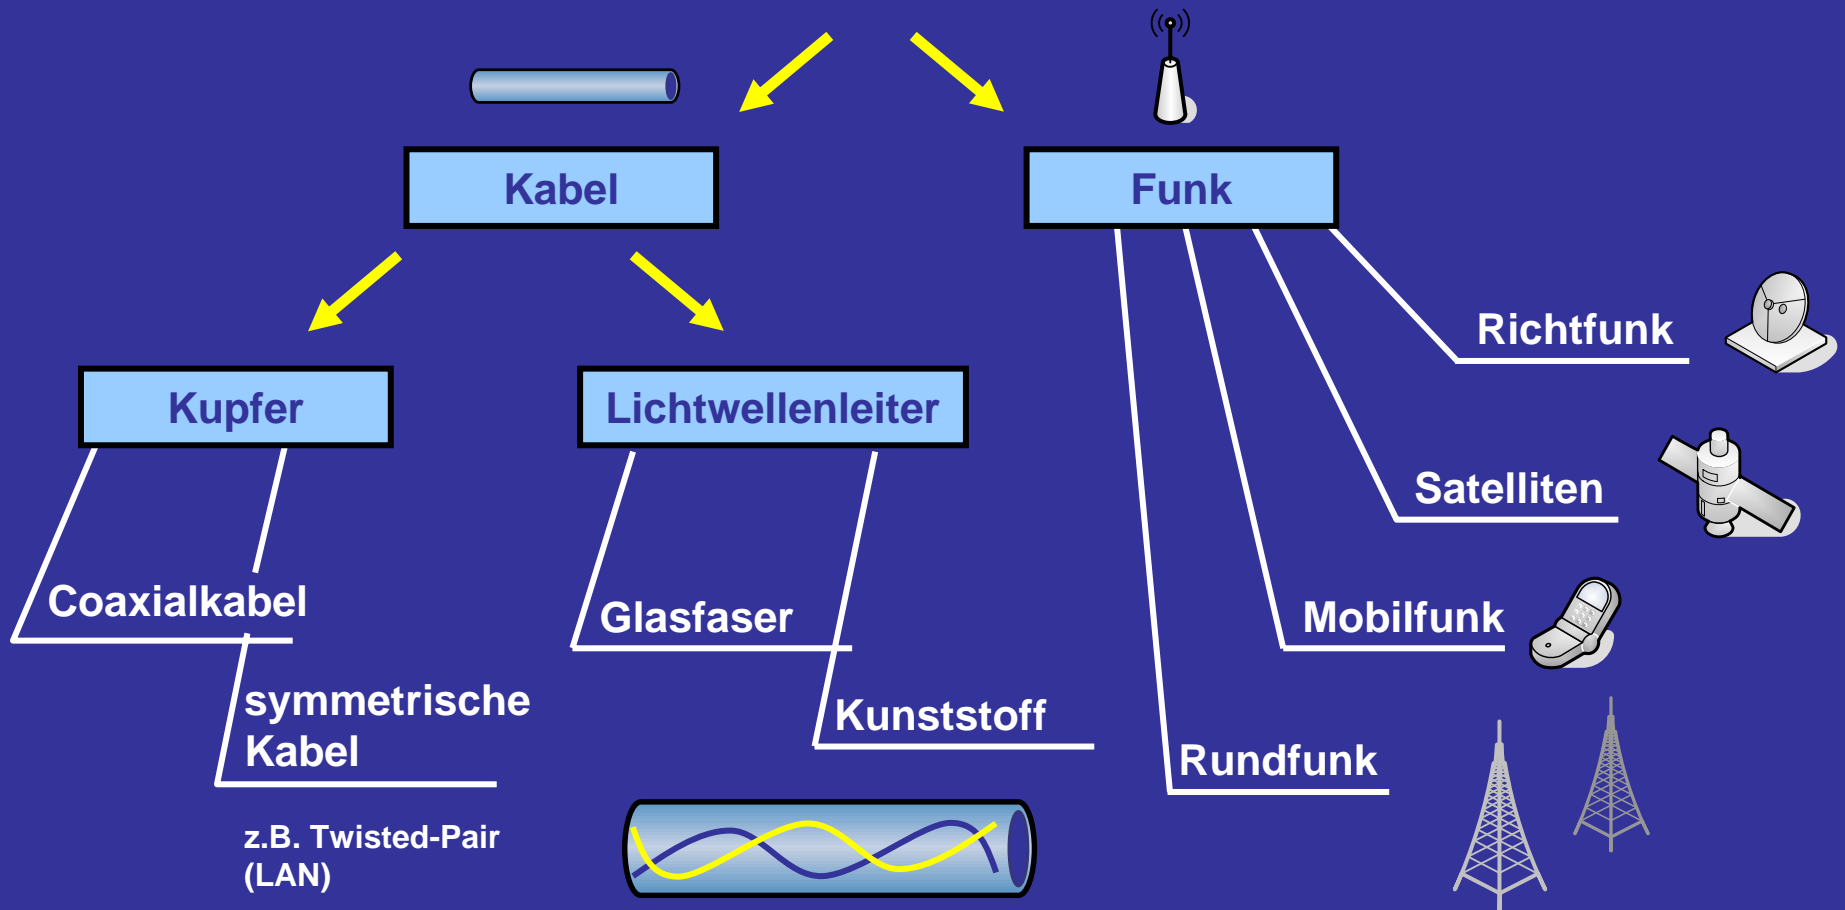 Kabel
Funk
Kupfer
Lichtwellenleiter
Coaxialkabel
symmetrische
Kabel
z.B. Twisted-Pair
(LAN)
Glasfaser
Kunststoff
Richtfunk
Satelliten
Mobilfunk
Rundfunk